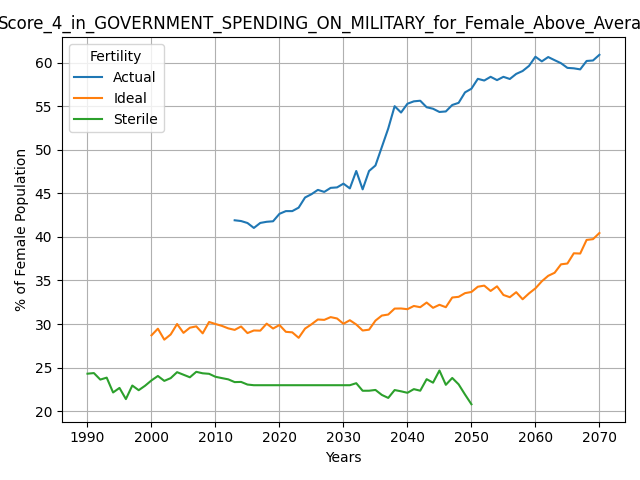 Score_4_in_GOVERNMENT_SPENDING_ON_MILITARY_for_Female_Above_Avera
Fertility
Actual
Ideal
Sterile
% of Female Population
60
55
50
45
40
35
30
25
20
1990 2000 2010 2020 2030 2040 2050 2060 2070
Years